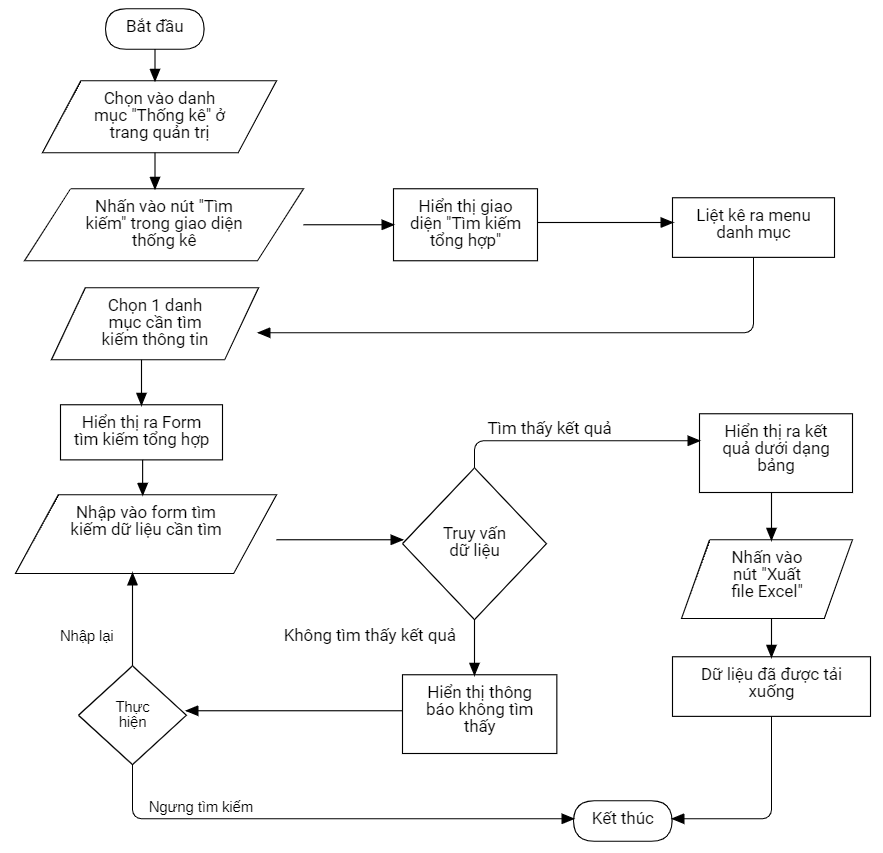 Bắt đầu
Chọn vào danh
mục "Thống kê" ở
trang quản trị
Nhấn vào nút "Tìm
kiếm" trong giao diện
thống kê
Hiển thị giao
diện "Tìm kiếm
tổng hợp"
Liệt kê ra menu
danh mục
Chọn 1 danh
mục cần tìm
kiếm thông tin
Hiển thị ra Form
tìm kiếm tổng hợp
Nhập vào form tìm
kiếm dữ liệu cần tìm
Truy vấn
dữ liệu
Tìm thấy kết quả
Hiển thị ra kết
quả dưới dạng
bảng
Nhấn vào
nút "Xuất
file Excel"
Dữ liệu đã được tải
xuống
Không tìm thấy kết quả
Hiển thị thông
báo không tìm
thấy
Nhập lại
Thực
hiện
Ngưng tìm kiếm
Kết thúc